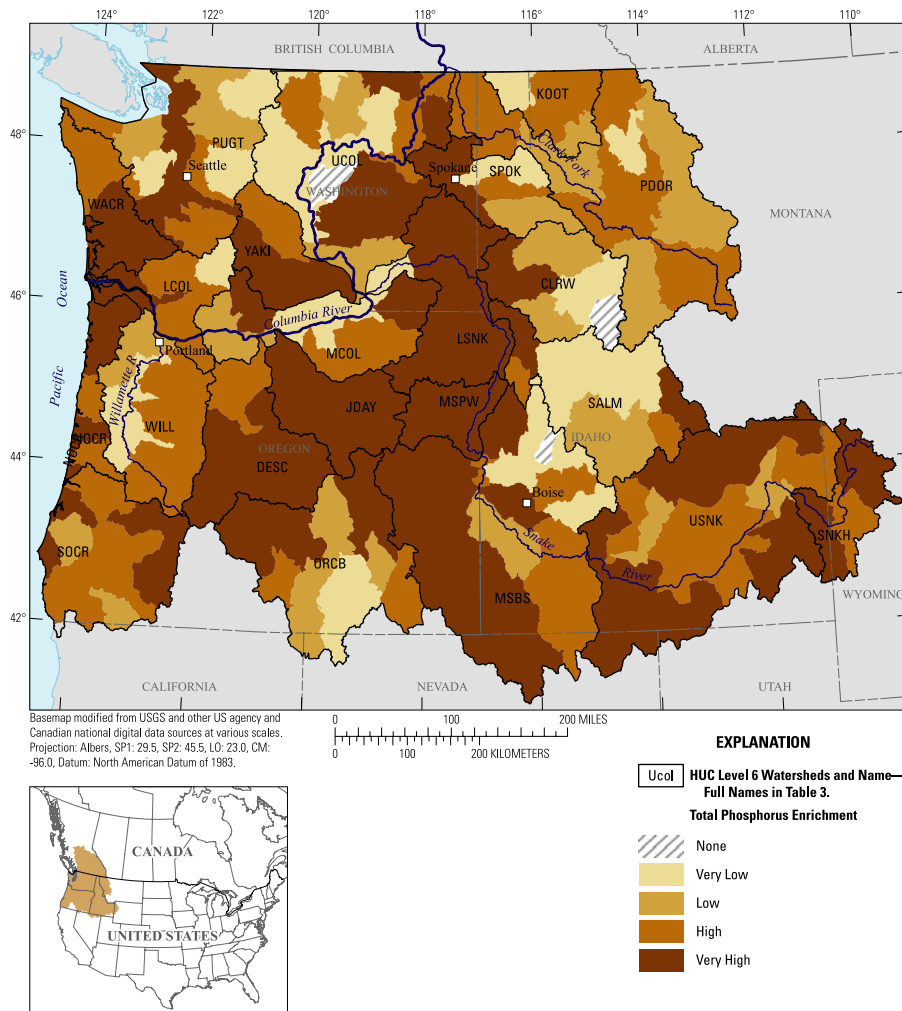 124° 122° 120° 118° 116° 114° 112° 110°
BRITISH COLUMBIA ALBERTA
KOOT
48°
PUGT
Clark Fork
UCOL
Seattle Spokane SPOK
WASHINGTON PDOR
WACR
MONTANA
YAKI
Ocean
CLRW
46° LCOL
Columbia River
Portland LSNK
MCOL
Pacific
Willamette R
JDAY MSPW SALM
WILL
NOCR
NOCR
OREGON IDAHO
44°
DESC
Boise
USNK
Snake
SOCR ORCB
SNKH
River
MSBS WYOMING
42°
CALIFORNIA NEVADA UTAH
Basemap modified from USGS and other US agency and
Canadian national digital data sources at various scales.
Projection: Albers, SP1: 29.5, SP2: 45.5, LO: 23.0, CM:
-96.0, Datum: North American Datum of 1983.
0 100 200 MILES
0 100 200 KILOMETERS
EXPLANATION
Ucol HUC Level 6 Watersheds and Name—
Full Names in Table 3.
Total Phosphorus Enrichment
None
Very Low
Low
High
Very High
CANADA
UNITED STATES